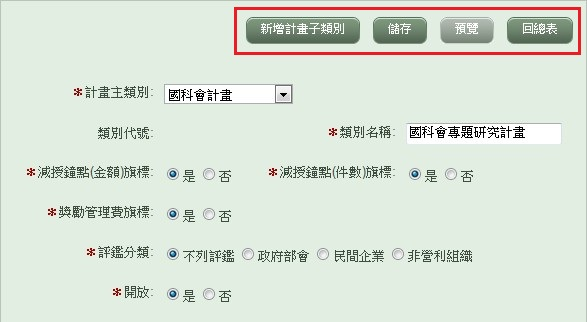 新增計畫子類別 儲存 預覽 回總表
*計畫主類別: 國科會計畫
類別代號: *類別名稱: 國科會專題研究計畫
*減授鐘點(金額)旗標: 是 否 *減授鐘點(件數)旗標: 是 否
*獎勵管理費旗標: 是 否
*評鑑分類: 不列評鑑 政府部會 民間企業 非營利組織
*開放: 是 否